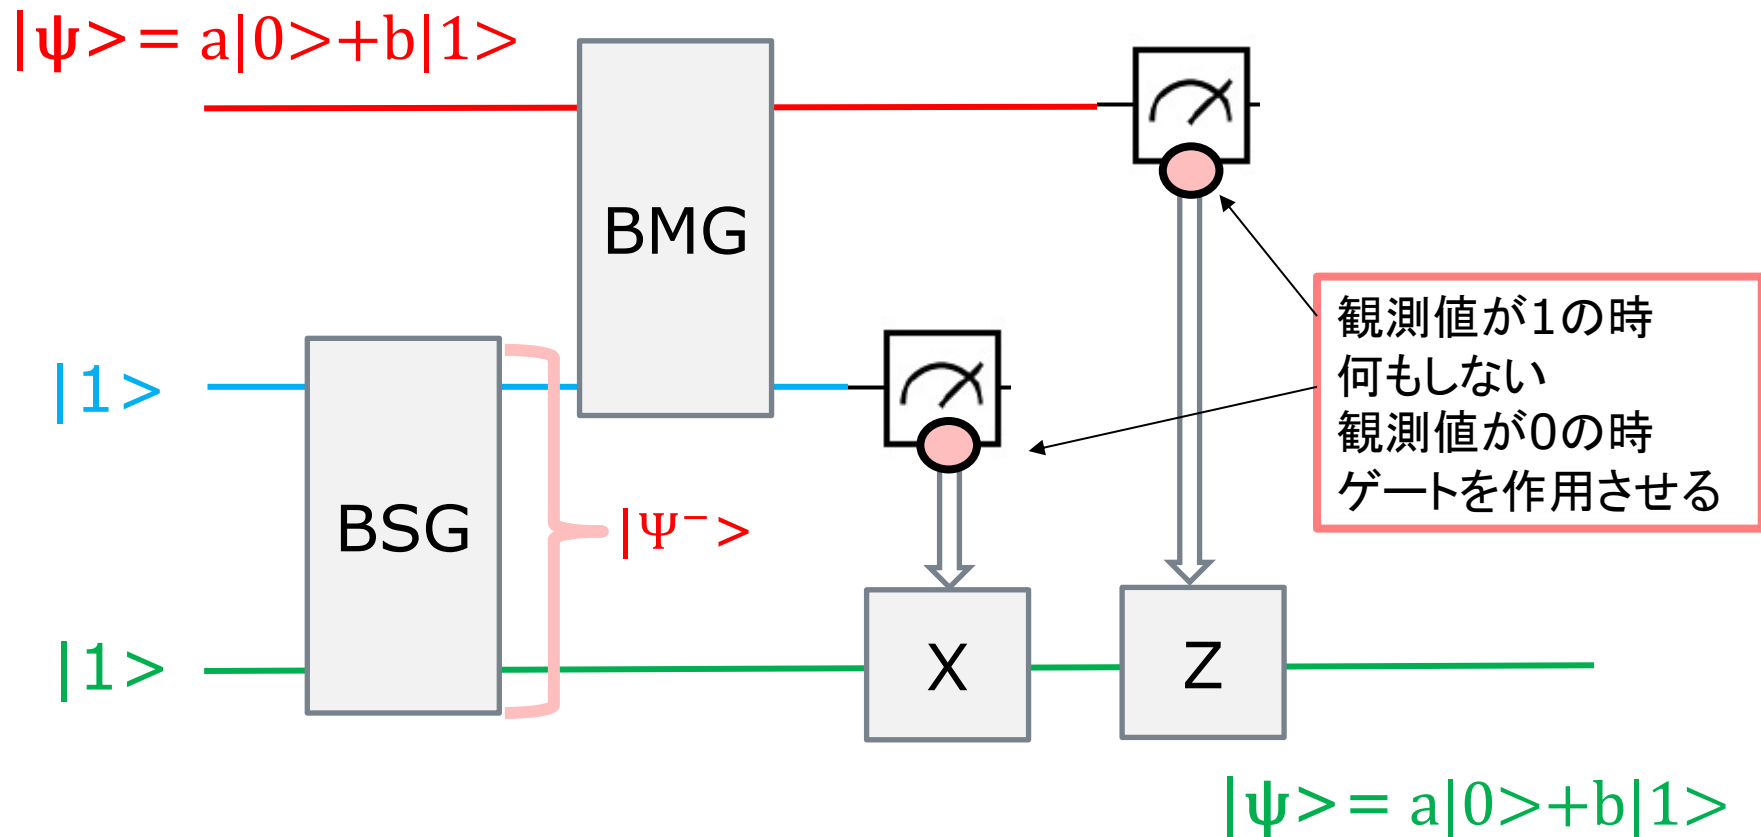 |ψ>= a|0>+b|1>
BMG
|1>
BSG
|Ψ⁻>
観測値が1の時
何もしない
観測値が0の時
ゲートを作用させる
|1>
X
Z
|ψ>= a|0>+b|1>